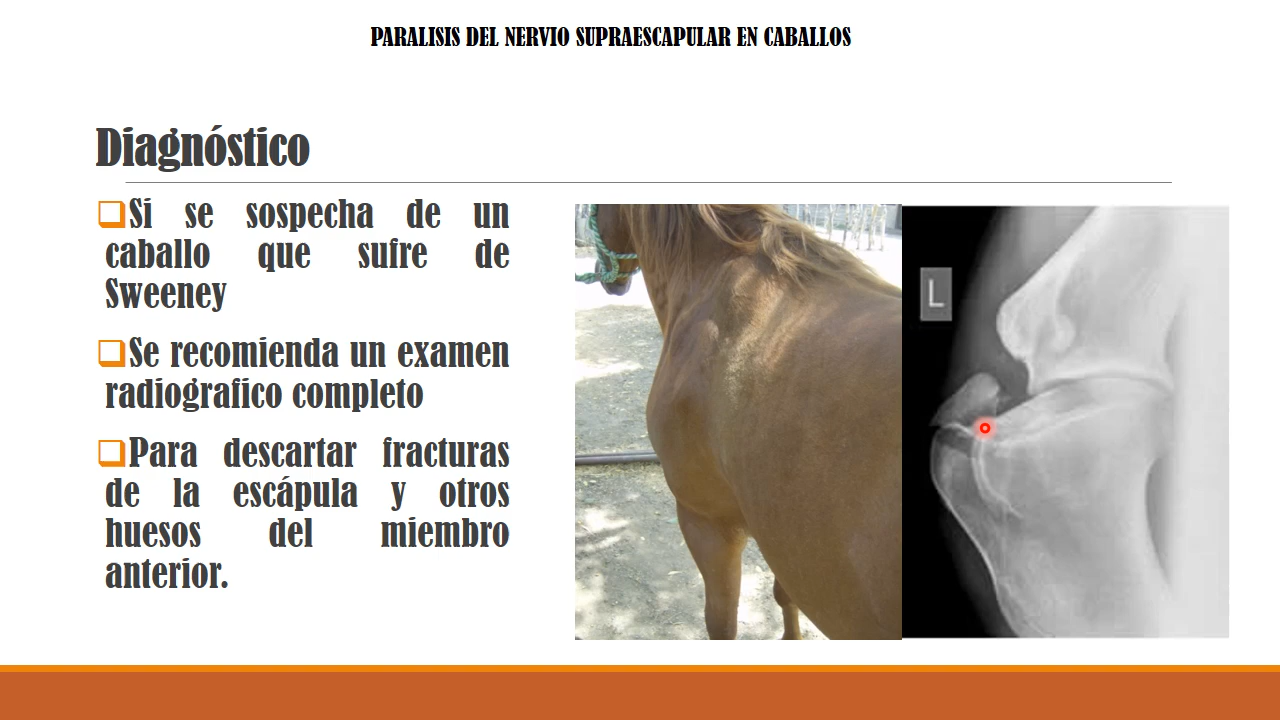 PARALISIS DEL NERVIO SUPRAESCAPULAR EN CABALLOS
Diagnóstico
Si se sospecha de un
caballo que sufre de
Sweeney
Se recomienda un examen
radiografico completo
Para descartar fracturas
de la escápula y otros
huesos del miembro
anterior.
L